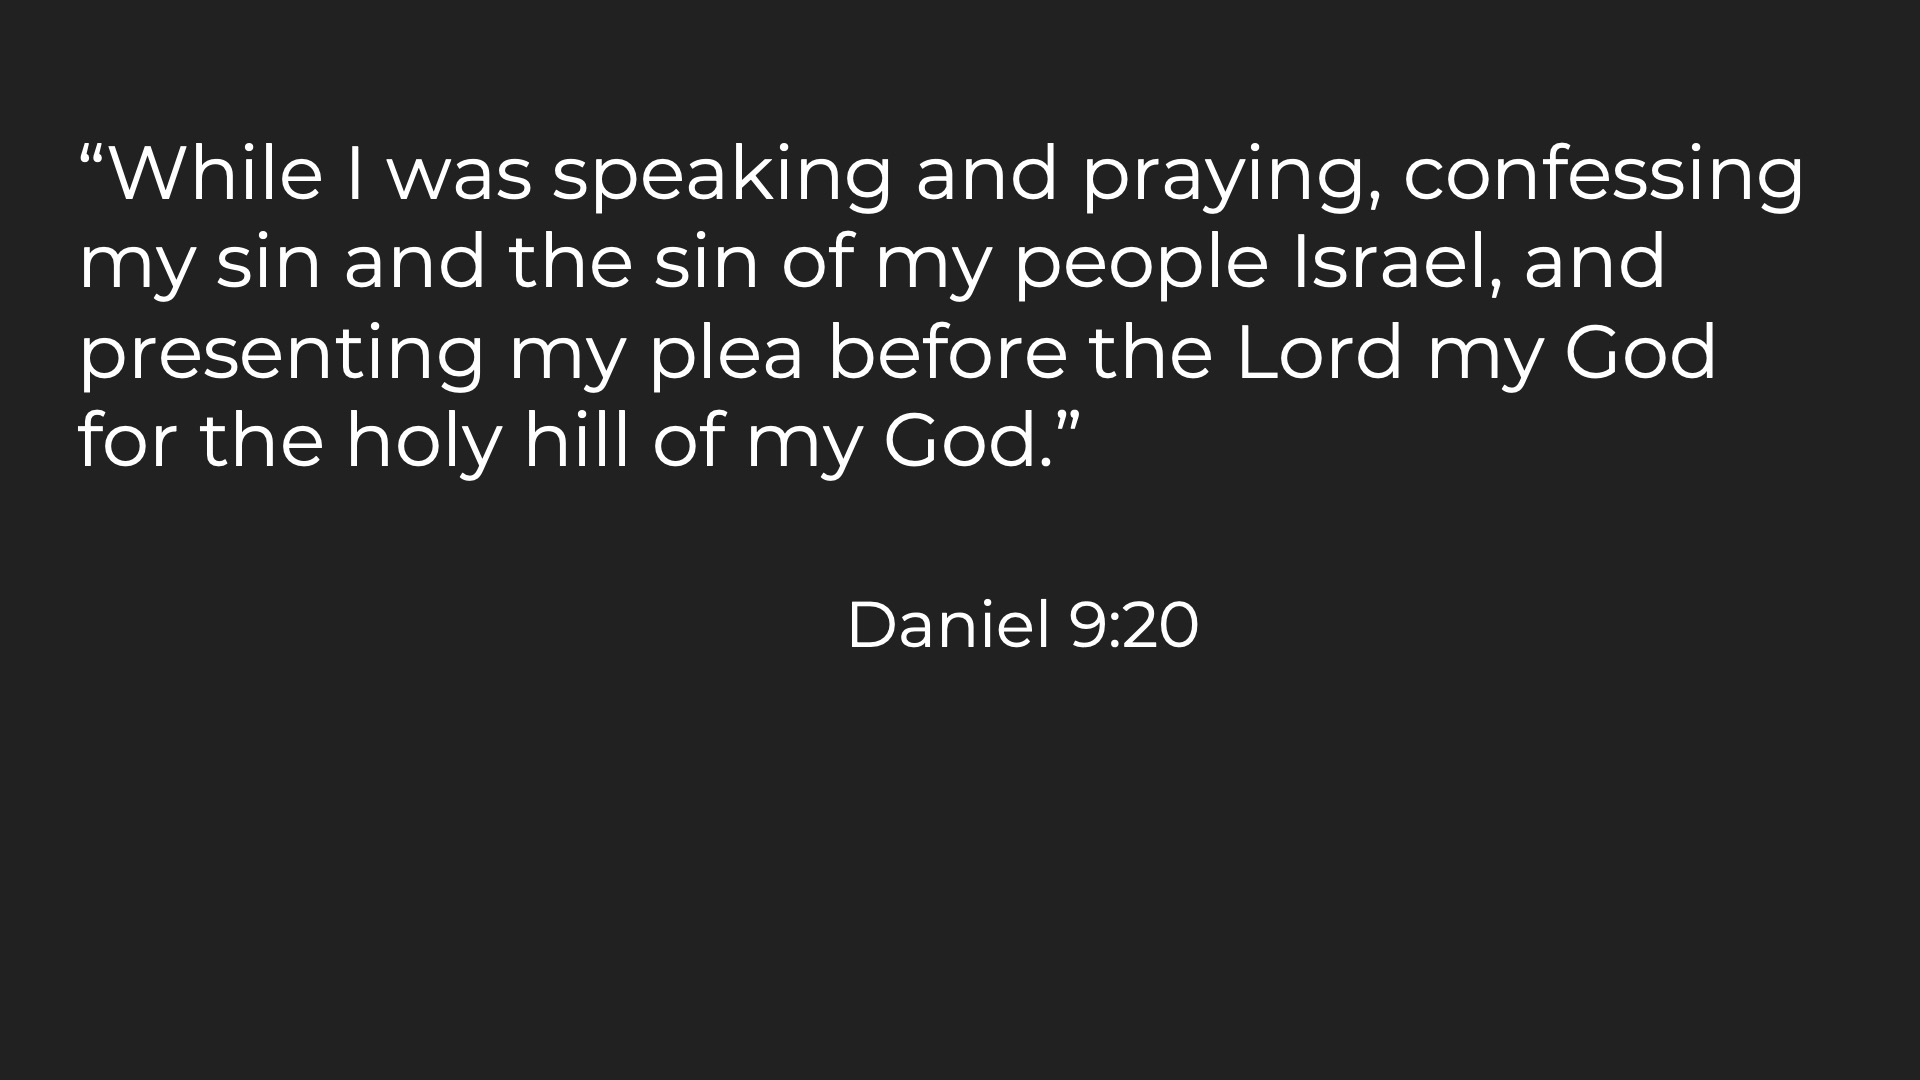 “While I was speaking and praying, confessing
my sin and the sin of my people Israel, and
presenting my plea before the Lord my God
for the holy hill of my God.”
Daniel 9:20